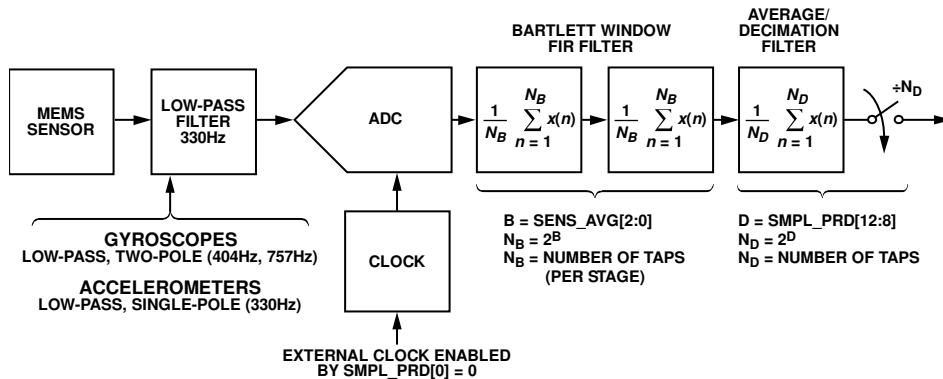 BARTLETT WINDOW
FIR FILTER
AVERAGE/
DECIMATION
FILTER
MEMS
SENSOR
LOW-PASS
FILTER
330Hz
ADC
1/N_B N_B ∑ n = 1 x(n)
1/N_B N_B ∑ n = 1 x(n)
1/N_D N_D ∑ n = 1 x(n)
÷N_D
GYROSCOPES
LOW-PASS, TWO-POLE (404Hz, 757Hz)
ACCELEROMETERS
LOW-PASS, SINGLE-POLE (330Hz)
CLOCK
EXTERNAL CLOCK ENABLED
BY SMPL_PRD[0] = 0
B = SENS_AVG[2:0]
N_B = 2^B
N_B = NUMBER OF TAPS
(PER STAGE)
D = SMPL_PRD[12:8]
N_D = 2^D
N_D = NUMBER OF TAPS